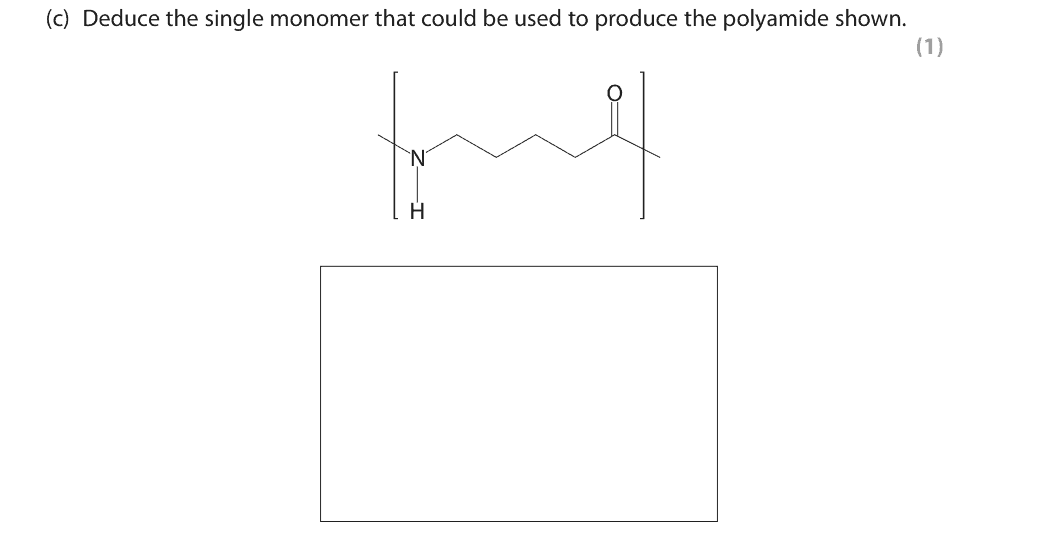 (c) Deduce the single monomer that could be used to produce the polyamide shown.
(1)
O
N
H